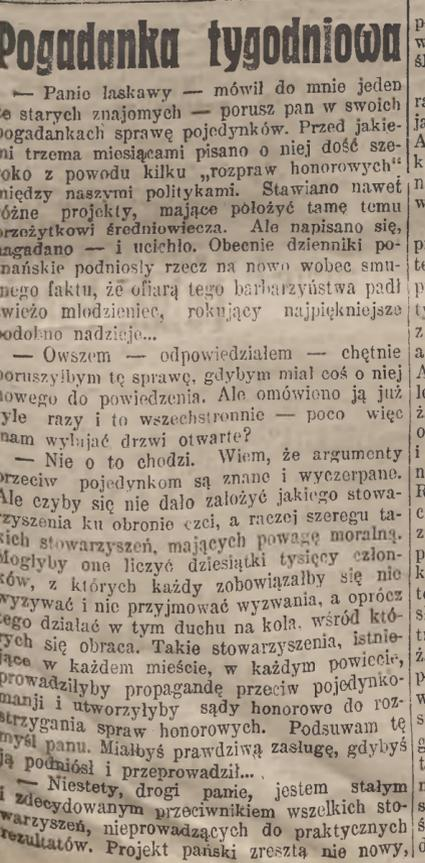 Pogadanka tygodniowa
— Panie łaskawy — mówił do mnie jeden
ze starych znajomych — porusz pan w swoich
pogadankach sprawę pojedynków. Przed jakie-
mi trzema miesiącami pisano o niej dość sze-
roko z powodu kilku „rozpraw honorowych“
między naszymi politykami. Stawiano nawet
różne projekty, mające położyć tamę temu
przeżytkowi średniowiecza. Ale napisano się,
nagadano — i ucichło. Obecnie dzienniki po-
znańskie podniosły rzecz na nowo wobec smu-
tnego faktu, że ofiarą tego barbarzyństwa padł
świeżo młodzieniec, rokujący najpiękniejsze
podobno nadzieje...
— Owszem — odpowiedziałem — chętnie
poruszyłbym tę sprawę, gdybym miał coś o niej
nowego do powiedzenia. Ale omówiono ją już
tyle razy i to wszechstronnie — poco więc
mam wyłniać drzwi otwarte?
— Nie o to chodzi. Wiem, że argumenty
przeciw pojedynkom są znane i wyczerpane.
Ale czyby się nie dało założyć jakiego stowa-
rzyszenia ku obronie czci, a raczej szeregu ta-
kich stowarzyszeń, mających powagę moralną.
Mogłyby one liczyć dziesiątki tysięcy człon-
ków, z których każdy zobowiązałby się nie
wyzywać i nie przyjmować wyzwania, a oprócz
tego działać w tym duchu na koła, wśród któ-
rych się obraca. Takie stowarzyszenia, istnie-
jące w każdem mieście, w każdym powiecie,
prowadziłyby propagandę przeciw pojedynko-
manji i utworzyłyby sądy honorowe do roz-
strzygania spraw honorowych. Podsuwam tę
myśl panu. Miałbyś prawdziwą zasługę, gdybyś
ją podniósł i przeprowadził...
— Niestety, drogi panie, jestem stałym
i zdecydowanym przeciwnikiem wszelkich sto-
warzyszeń, nieprowadzących do praktycznych
rezultatów. Projekt pański zresztą nie nowy,